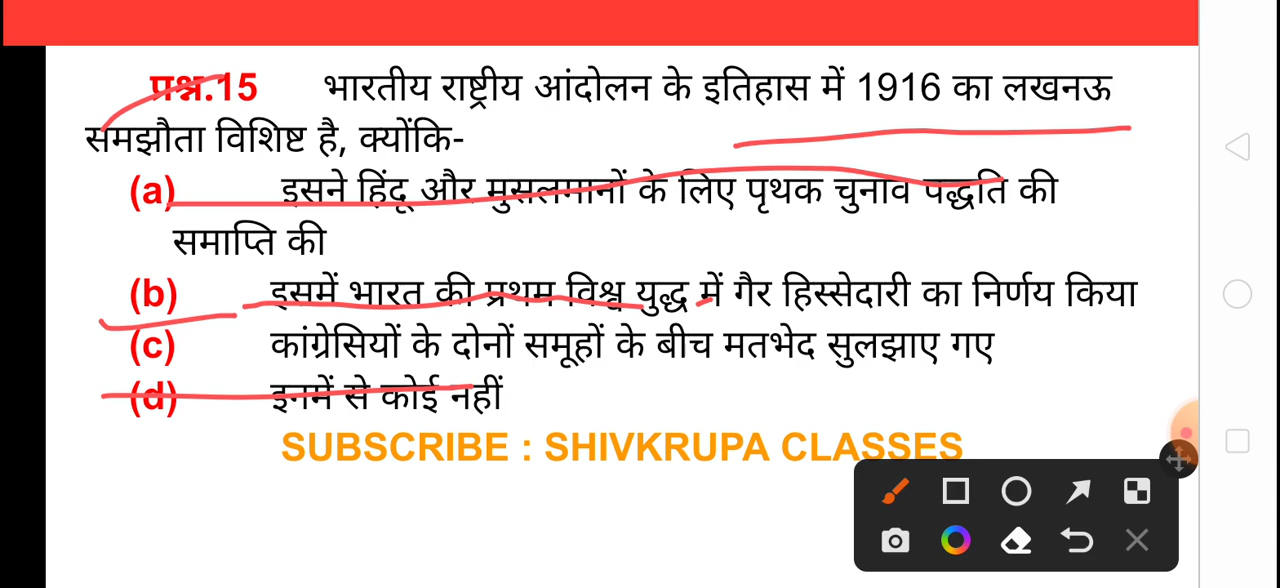 प्रश्न.15 भारतीय राष्ट्रीय आंदोलन के इतिहास में 1916 का लखनऊ
समझौता विशिष्ट है, क्योंकि-
(a) इसने हिंदू और मुसलमानों के लिए पृथक चुनाव पद्धति की
समाप्ति की
(b) इसमें भारत की प्रथम विश्व युद्ध में गैर हिस्सेदारी का निर्णय किया
(c) कांग्रेसियों के दोनों समूहों के बीच मतभेद सुलझाए गए
(d) इनमें से कोई नहीं
SUBSCRIBE : SHIVKRUPA CLASSES